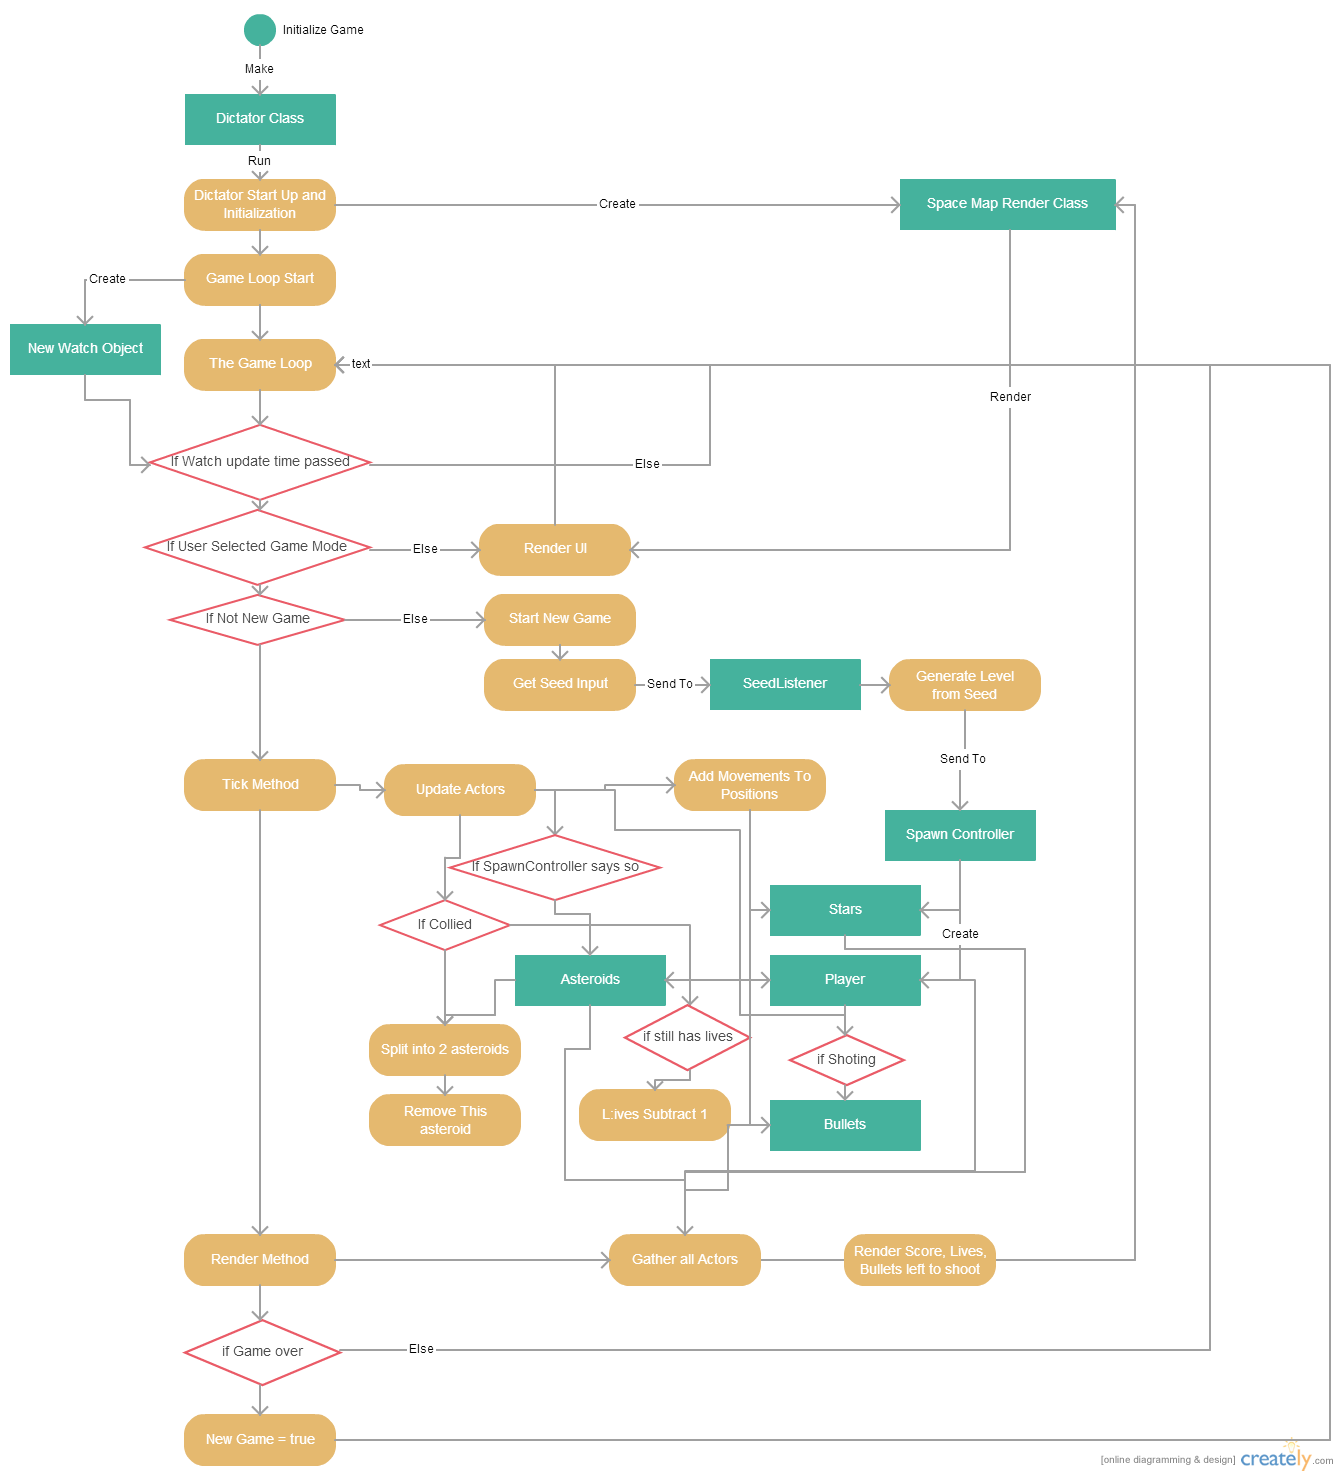 Initialize Game
Make
Dictator Class
Run
Dictator Start Up and
Initialization
Create
Space Map Render Class
Game Loop Start
Create
New Watch Object
The Game Loop
text
Render
If Watch update time passed
Else
If User Selected Game Mode
Else
Render UI
If Not New Game
Else
Start New Game
Get Seed Input
Send To
SeedListener
Generate Level
from Seed
Send To
Tick Method
Update Actors
Add Movements To
Positions
Spawn Controller
If SpawnController says so
If Collied
Stars
Create
Asteroids
Player
Split into 2 asteroids
if still has lives
if Shoting
Remove This
asteroid
L:ives Subtract 1
Bullets
Render Method
Gather all Actors
Render Score, Lives,
Bullets left to shoot
if Game over
Else
New Game = true
[online diagramming & design] creately.com